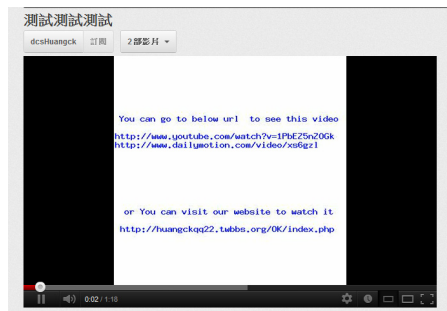 測試測試測試
dcsHuangck 訂閱 2 部影片
You can go to below url to see this video
http://www.youtube.com/watch?v=1PbEZ5nZOGk
http://www.dailymotion.com/video/xs6gzl
or You can visit our website to watch it
http://huangckqq22.twbbs.org/OK/index.php
0:02 / 1:18